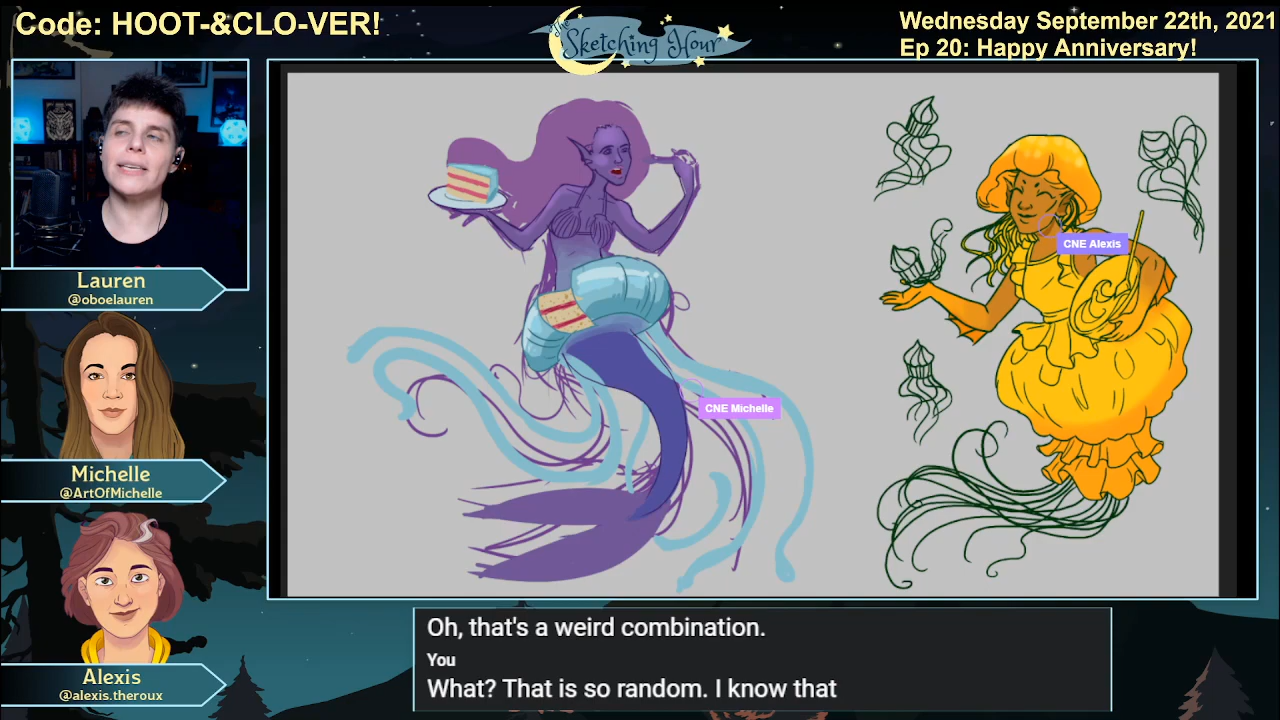 Code: HOOT-&CLO-VER!
The
Sketching Hour
Wednesday September 22th, 2021
Ep 20: Happy Anniversary!
Lauren
@oboelauren
Michelle
@ArtOfMichelle
Alexis
@alexis.theroux
CNE Alexis
CNE Michelle
Oh, that's a weird combination.
You
What? That is so random. I know that